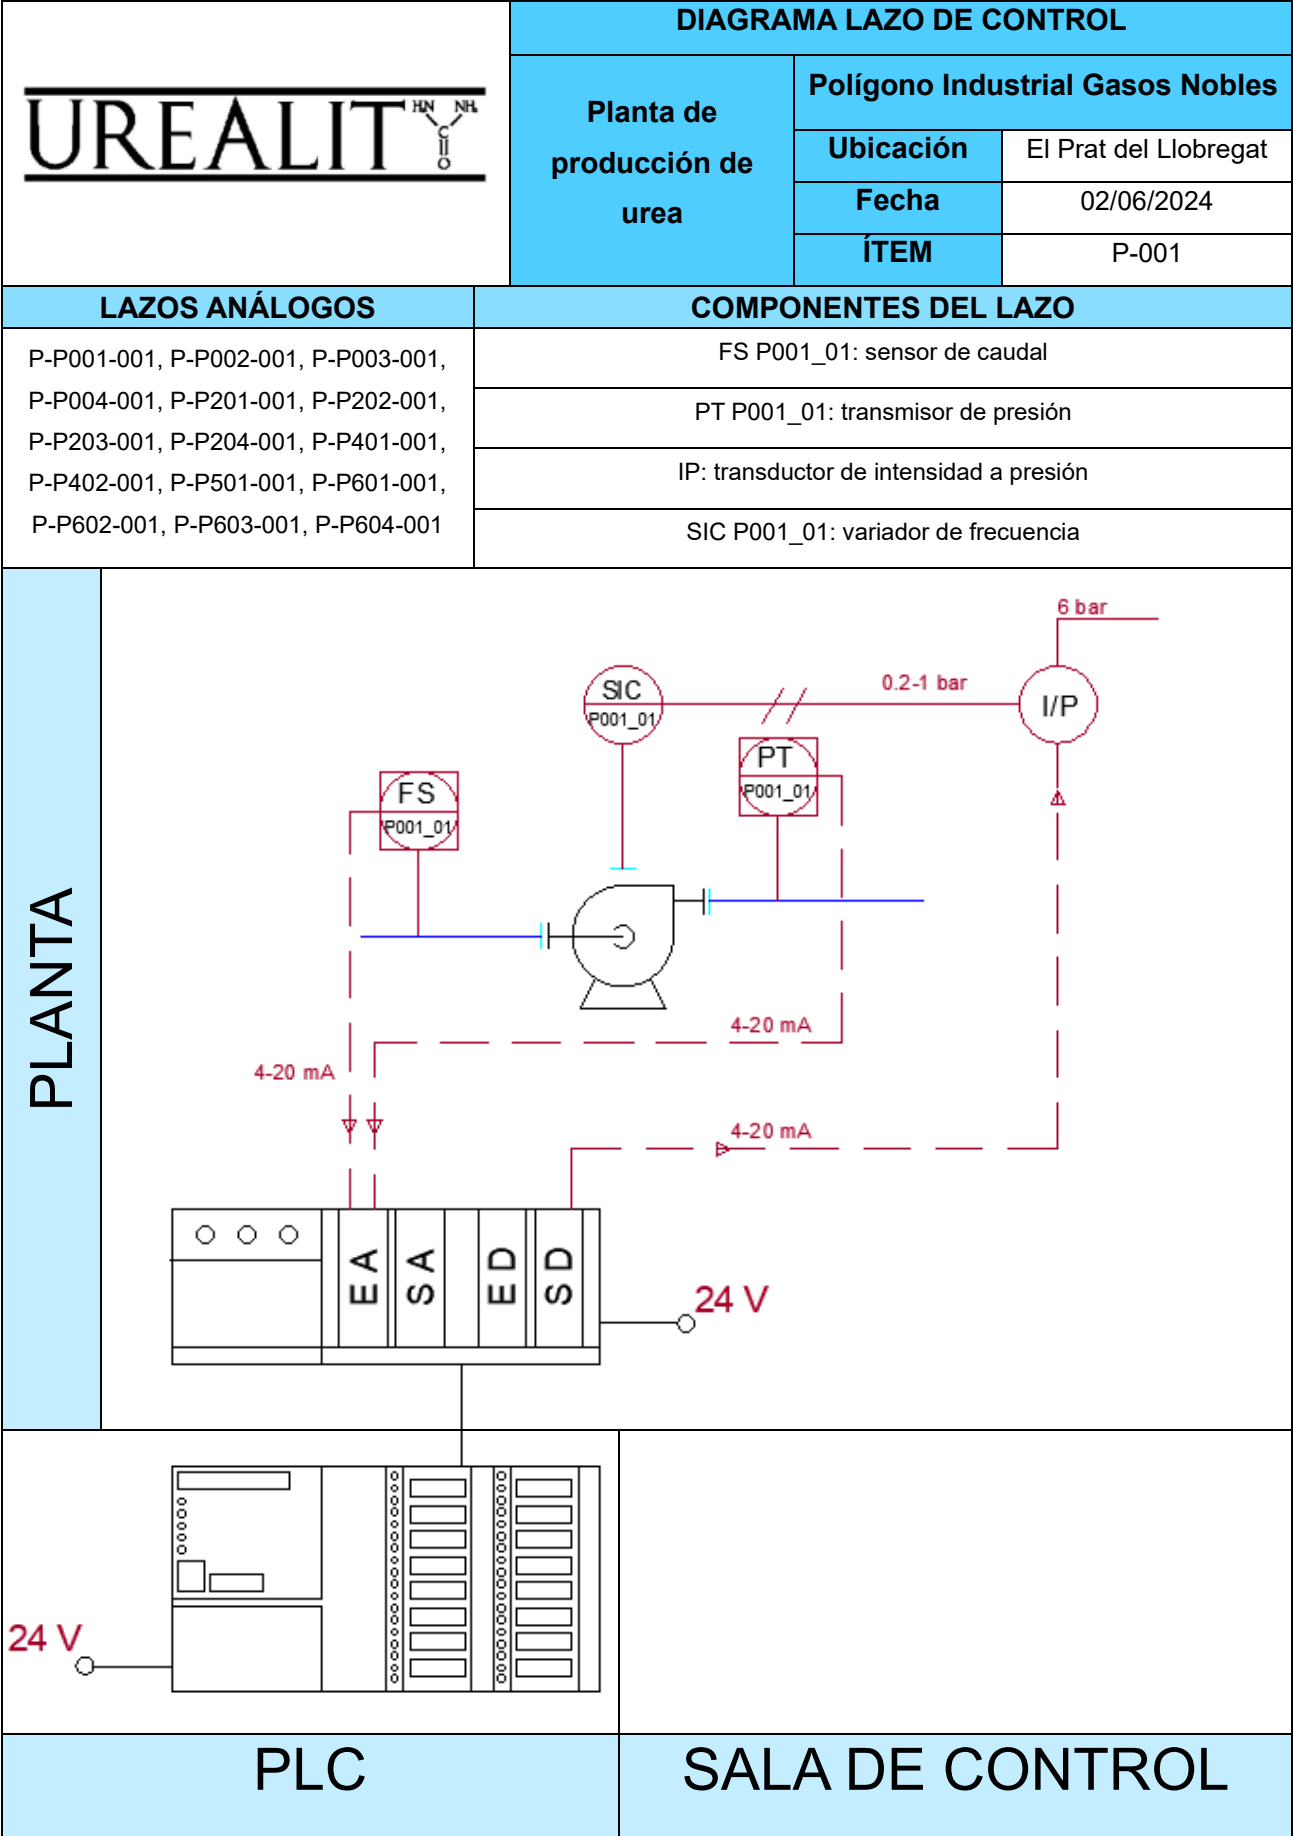 DIAGRAMA LAZO DE CONTROL
UREALIT
HN
NH₂
C
O
Planta de
producción de
urea
Polígono Industrial Gasos Nobles
Ubicación
El Prat del Llobregat
Fecha
02/06/2024
ÍTEM
P-001
LAZOS ANÁLOGOS
COMPONENTES DEL LAZO
P-P001-001, P-P002-001, P-P003-001,
P-P004-001, P-P201-001, P-P202-001,
P-P203-001, P-P204-001, P-P401-001,
P-P402-001, P-P501-001, P-P601-001,
P-P602-001, P-P603-001, P-P604-001
FS P001_01: sensor de caudal
PT P001_01: transmisor de presión
IP: transductor de intensidad a presión
SIC P001_01: variador de frecuencia
PLANTA
6 bar
SIC
P001_01
0.2-1 bar
I/P
PT
P001_01
FS
P001_01
4-20 mA
4-20 mA
4-20 mA
EA
SA
ED
SD
24 V
24 V
PLC
SALA DE CONTROL